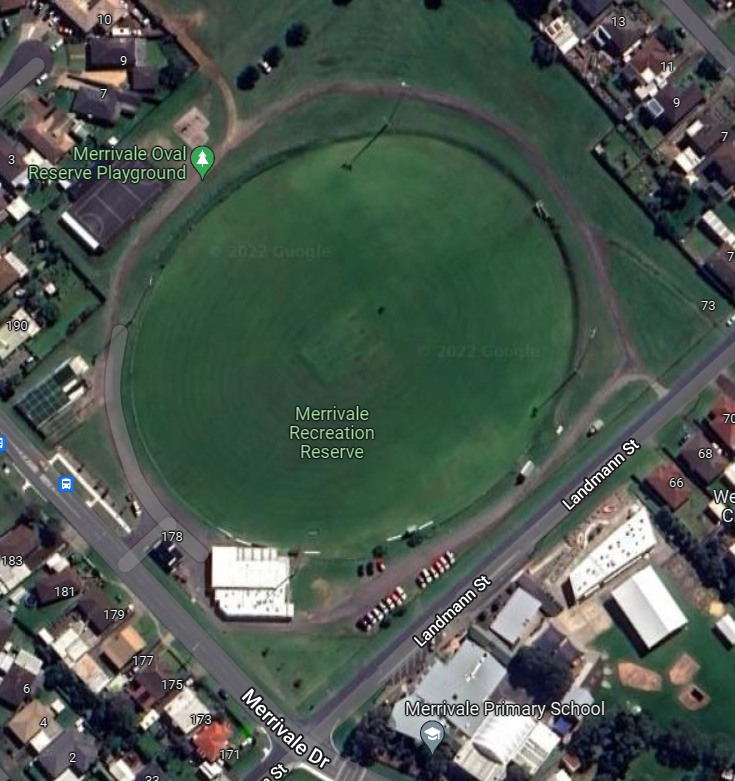 10
13
9
11
7
9
7
3
Merrivale Oval
Reserve Playground
© 2022 Google
7
73
190
© 2022 Google
Merrivale
Recreation
Reserve
70
68
Landmann St
66
We
C
178
183
181
Landmann St
179
177
6
175
Merrivale Dr
Merrivale Primary School
4
173
171
2
33
n St